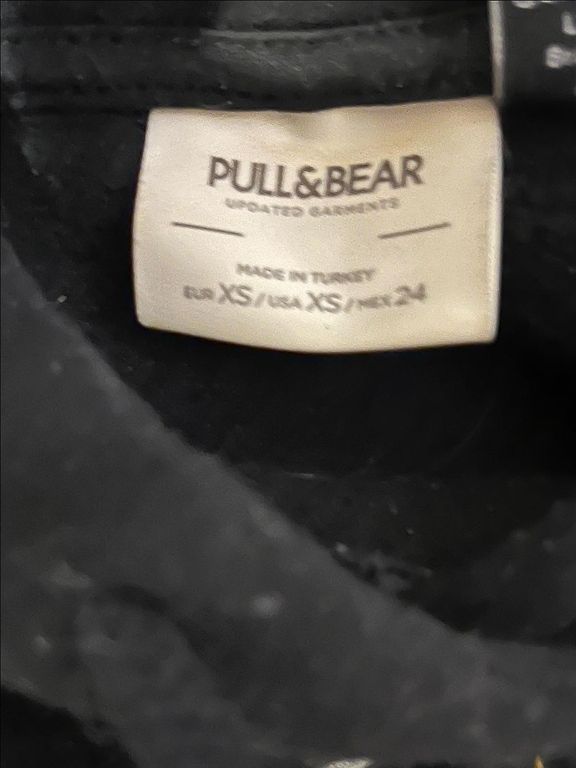 PULL&BEAR
UPDATED GARMENTS
MADE IN TURKEY
EUR XS / USA XS / MEX 24